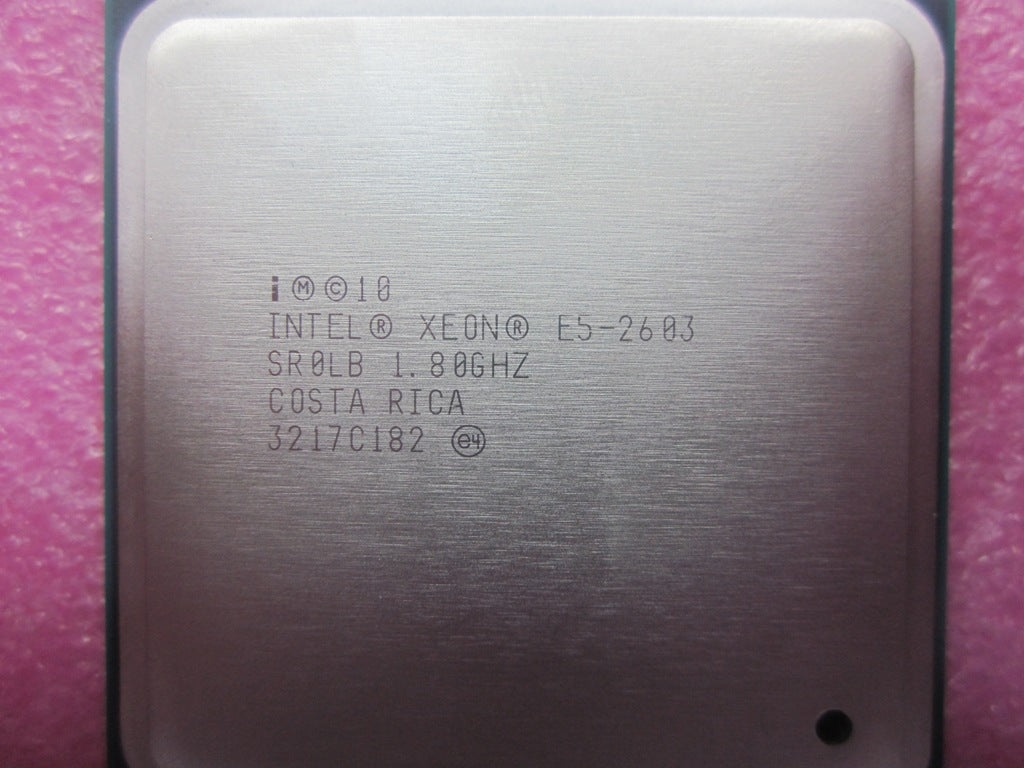 i Ⓜ©10
INTEL® XEON® E5-2603
SR0LB 1.80GHZ
COSTA RICA
3217C182 e4